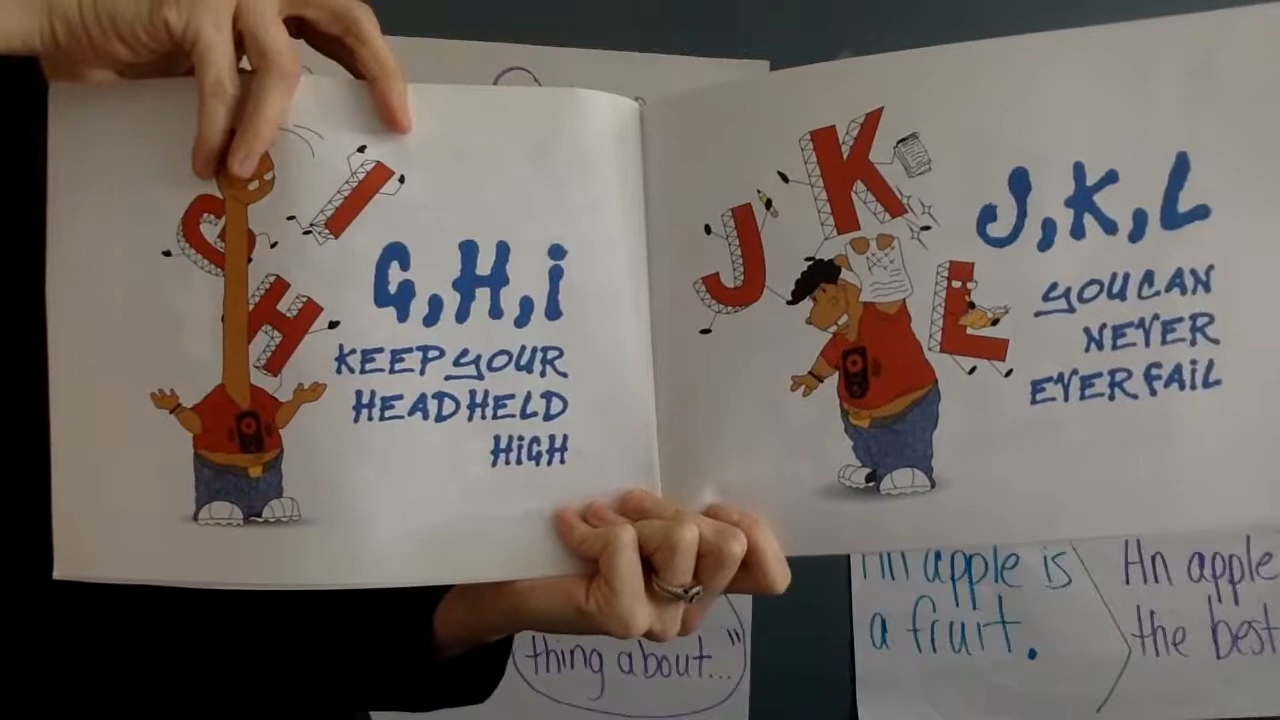 G
H
I
G,H,i
KEEP YOUR
HEAD HELD
HiGH
J
K
L
J,K,L
YOU CAN
NEVER
EVER FAiL
thing about..."
An apple is
a fruit.
An apple
the best